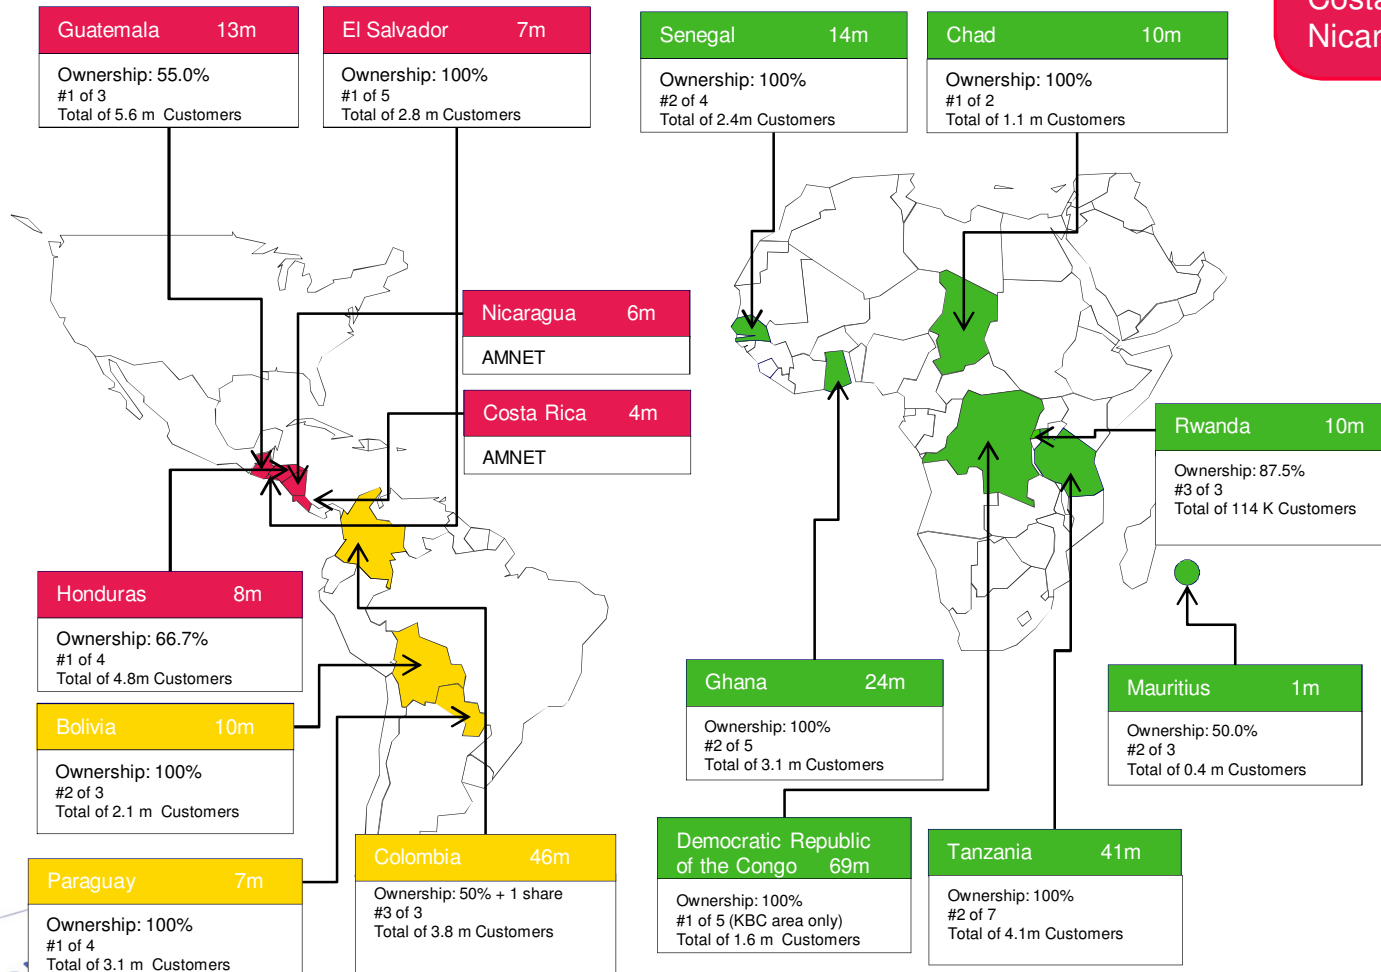 Guatemala 13m
Ownership: 55.0%
#1 of 3
Total of 5.6 m Customers
El Salvador 7m
Ownership: 100%
#1 of 5
Total of 2.8 m Customers
Senegal 14m
Ownership: 100%
#2 of 4
Total of 2.4m Customers
Chad 10m
Ownership: 100%
#1 of 2
Total of 1.1 m Customers
Nicaragua 6m
AMNET
Costa Rica 4m
AMNET
Rwanda 10m
Ownership: 87.5%
#3 of 3
Total of 114 K Customers
Honduras 8m
Ownership: 66.7%
#1 of 4
Total of 4.8m Customers
Bolivia 10m
Ownership: 100%
#2 of 3
Total of 2.1 m Customers
Paraguay 7m
Ownership: 100%
#1 of 4
Total of 3.1 m Customers
Colombia 46m
Ownership: 50% + 1 share
#3 of 3
Total of 3.8 m Customers
Ghana 24m
Ownership: 100%
#2 of 5
Total of 3.1 m Customers
Democratic Republic
of the Congo 69m
Ownership: 100%
#1 of 5 (KBC area only)
Total of 1.6 m Customers
Tanzania 41m
Ownership: 100%
#2 of 7
Total of 4.1m Customers
Mauritius 1m
Ownership: 50.0%
#2 of 3
Total of 0.4 m Customers